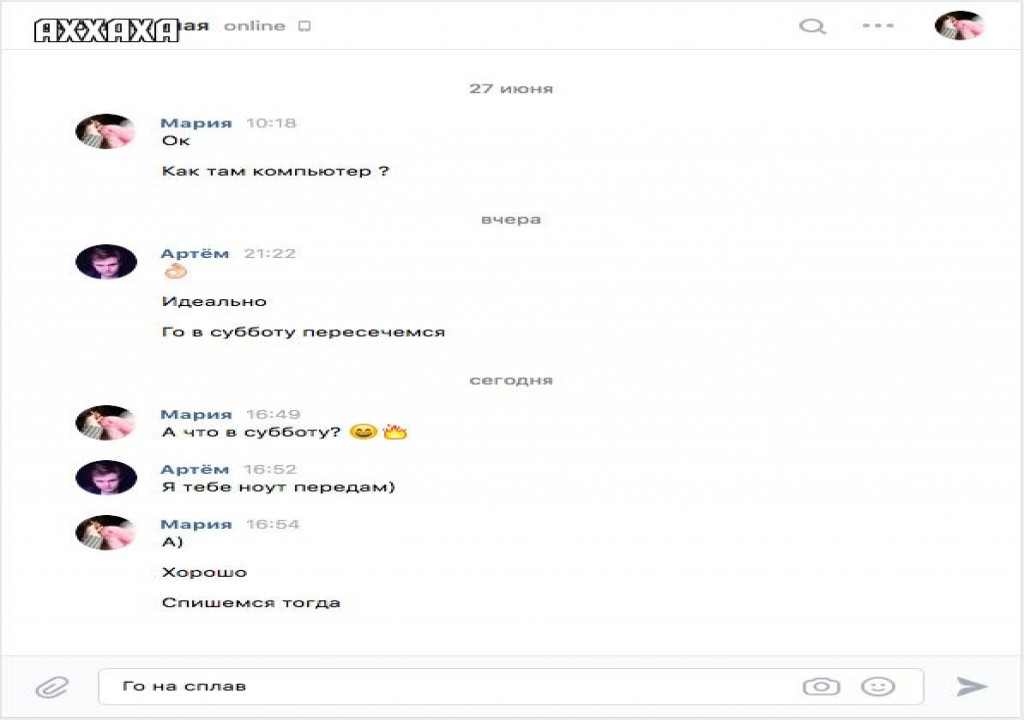 АХХАХА ая online
27 июня
Мария 10:18
Ок
Как там компьютер ?
вчера
Артём 21:22
Идеально
Го в субботу пересечемся
сегодня
Мария 16:49
А что в субботу?
Артём 16:52
Я тебе ноут передам)
Мария 16:54
А)
Хорошо
Спишемся тогда
Го на сплав